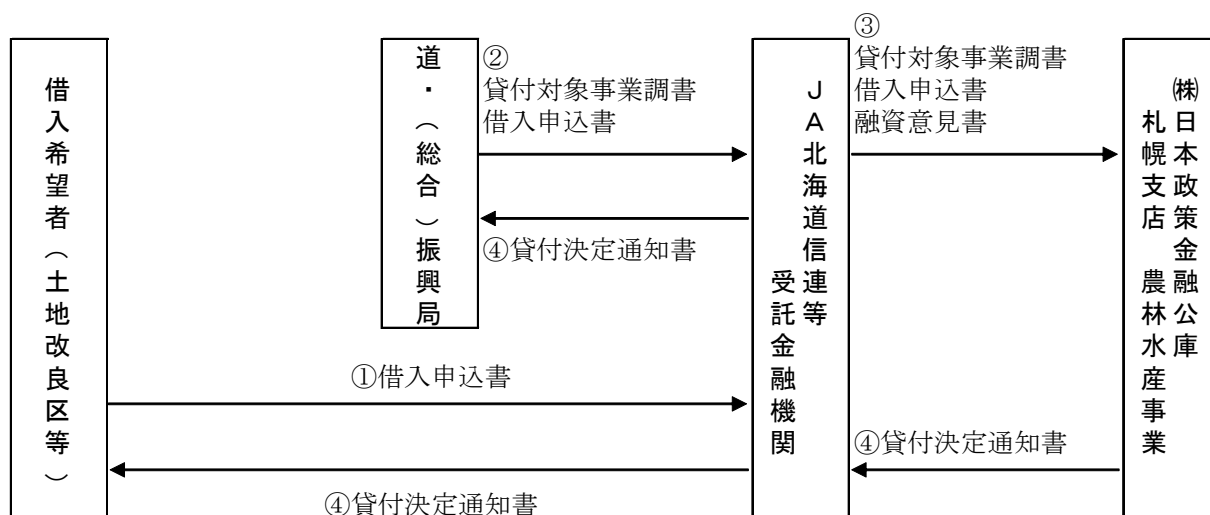 借入希望者（土地改良区等）
道・（総合）振興局
②
貸付対象事業調書
借入申込書
④貸付決定通知書
ＪＡ北海道信連等
受託金融機関
③
貸付対象事業調書
借入申込書
融資意見書
㈱日本政策金融公庫
札幌支店　農林水産事業
①借入申込書
④貸付決定通知書
④貸付決定通知書